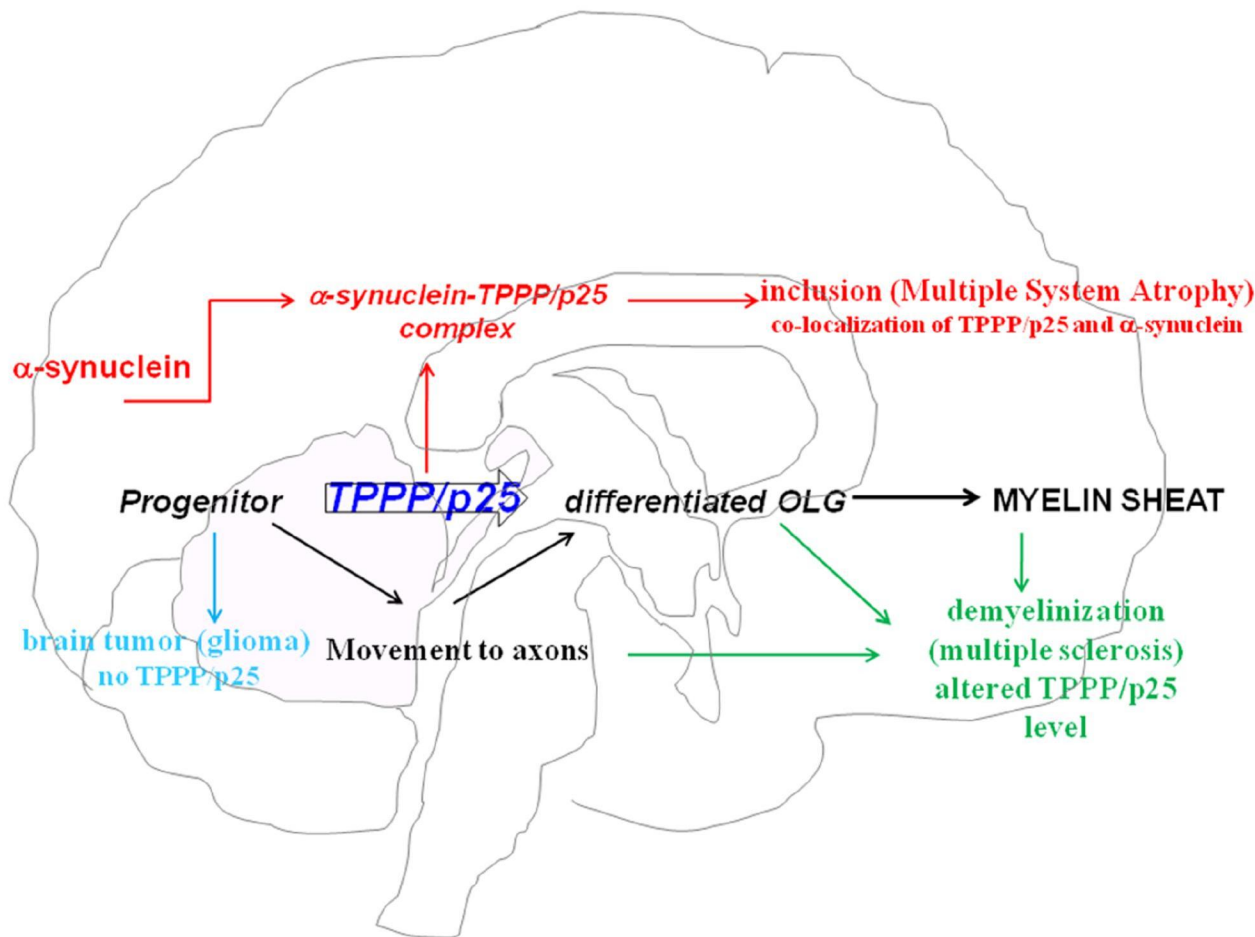 α-synuclein-TPPP/p25
complex
inclusion (Multiple System Atrophy)
co-localization of TPPP/p25 and α-synuclein
α-synuclein
Progenitor
TPPP/p25
differentiated OLG
MYELIN SHEAT
brain tumor (glioma)
no TPPP/p25
Movement to axons
demyelinization
(multiple sclerosis)
altered TPPP/p25
level